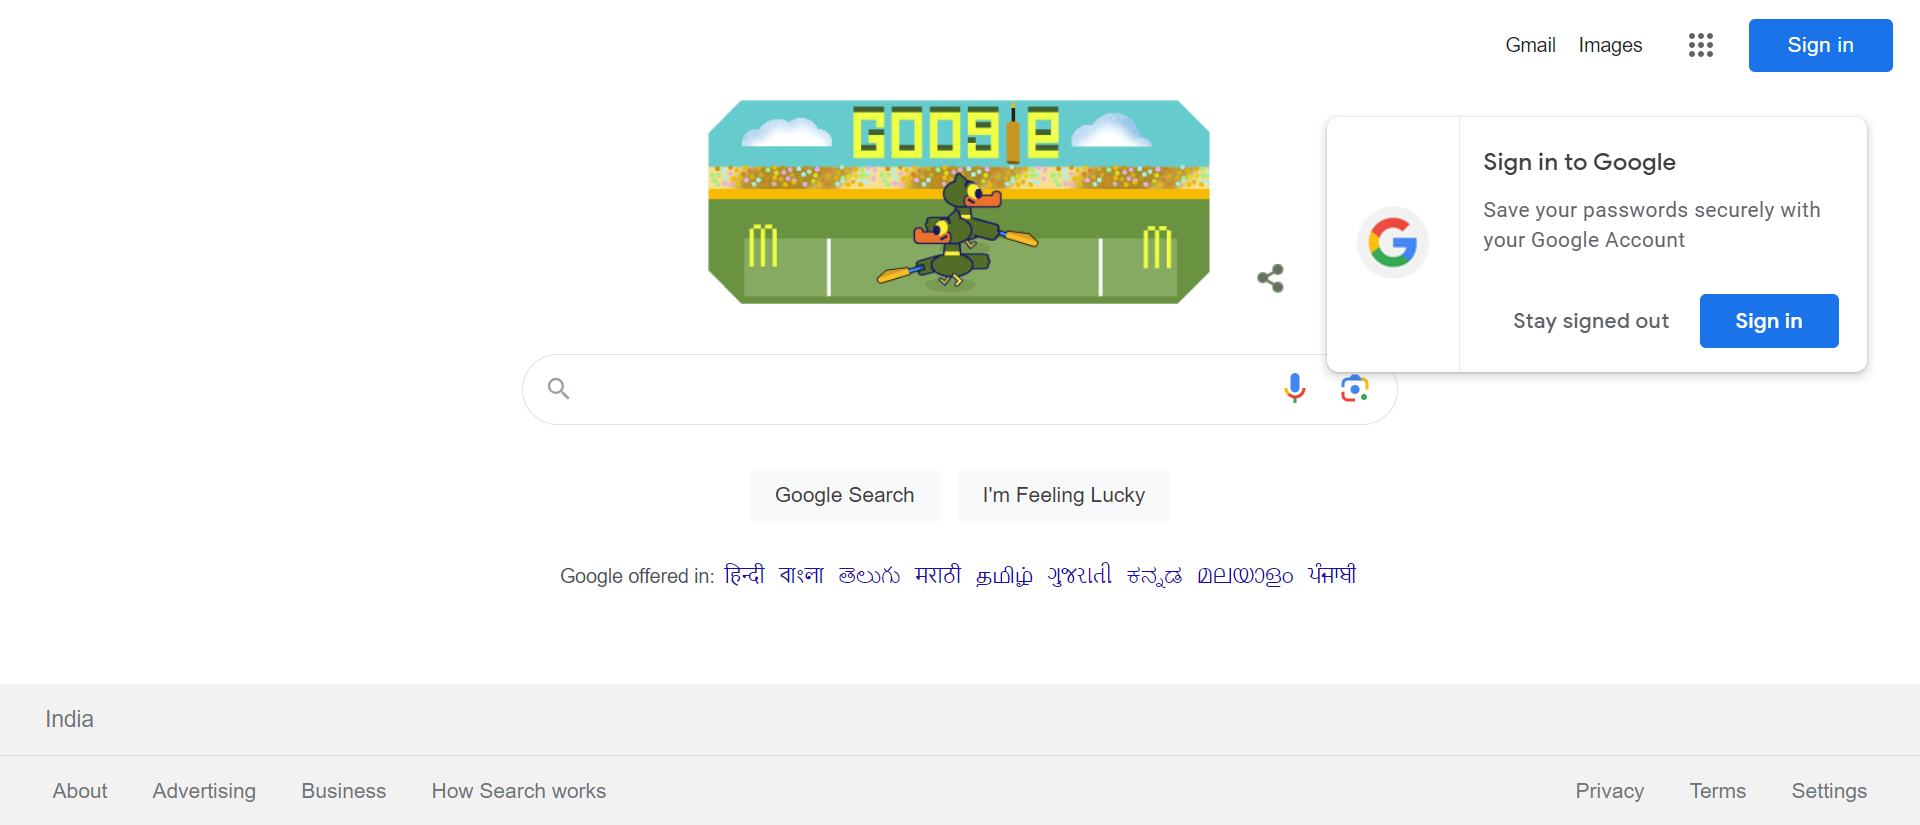 Gmail Images Sign in
GOOGLE
Sign in to Google
Save your passwords securely with
your Google Account
Stay signed out Sign in
Google Search I'm Feeling Lucky
Google offered in: हिन्दी বাংলা తెలుగు मराठी தமிழ் ગુજરાતી ಕನ್ನಡ മലയാളം ਪੰਜਾਬੀ
India
About Advertising Business How Search works Privacy Terms Settings